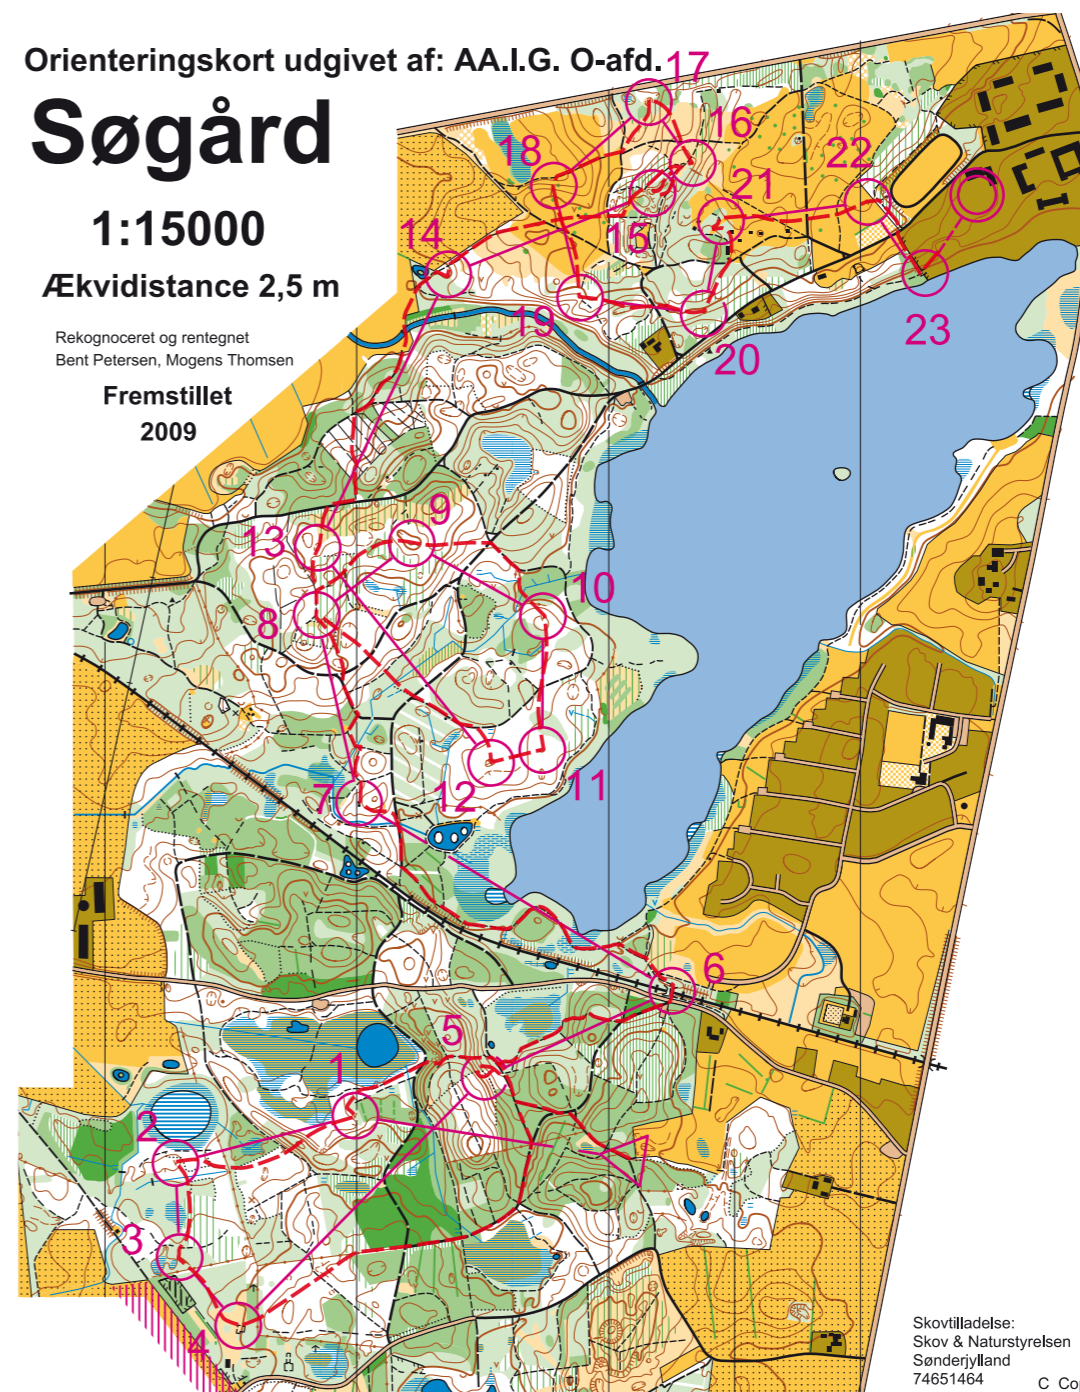 Orienteringskort udgivet af: AA.I.G. O-afd.
Søgård
1:15000
Ækvidistance 2,5 m
Rekognoceret og rentegnet
Bent Petersen, Mogens Thomsen
Fremstillet
2009
17
16
18
22
21
14
15
19
20
23
9
13
10
8
7
12
11
6
5
1
2
3
4
Skovtilladelse:
Skov & Naturstyrelsen
Sønderjylland
74651464